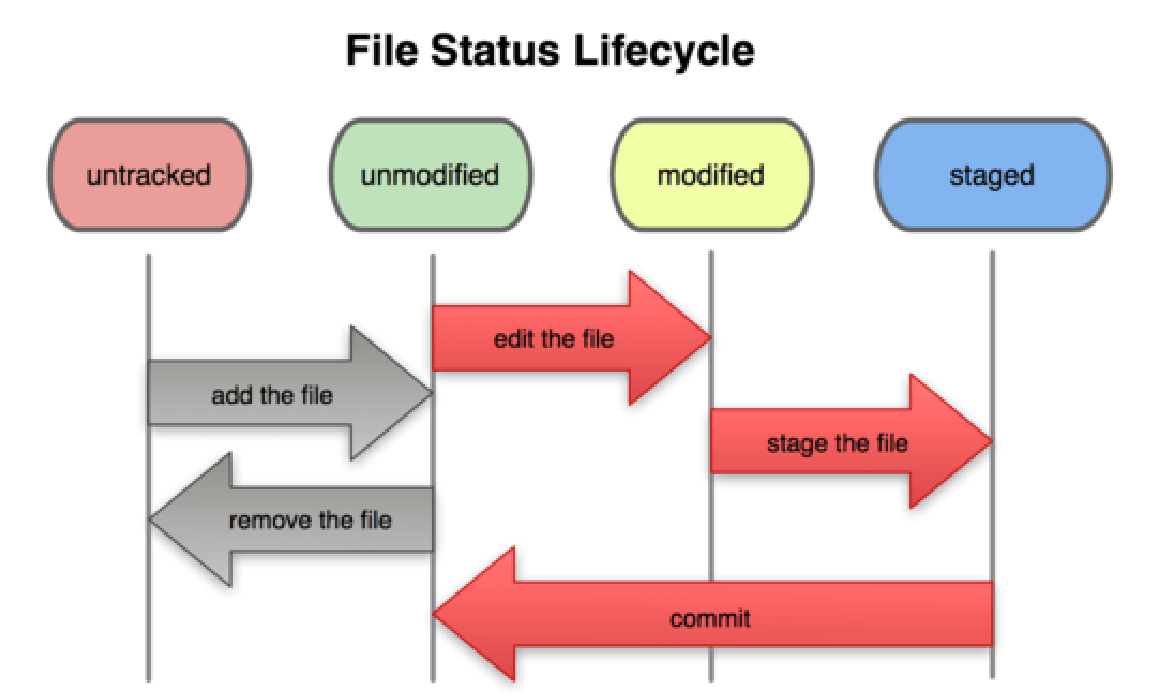 File Status Lifecycle
untracked
unmodified
modified
staged
edit the file
add the file
stage the file
remove the file
commit